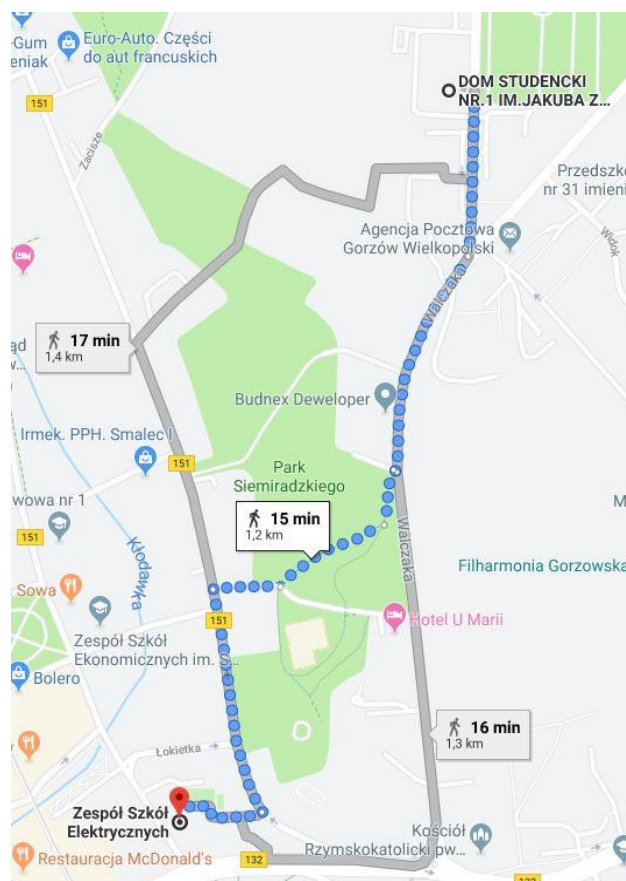 -Gum
eniak
Euro-Auto. Części
do aut francuskich
DOM STUDENCKI
NR.1 IM.JAKUBA Z...
151
Zacisze
Przedszk
nr 31 imieni
Agencja Pocztowa
Gorzów Wielkopolski
Widok
Walczaka
17 min
1,4 km
ąd
w...
Budnex Deweloper
Irmek. PPH. Smalec I
151
Park
Siemiradzkiego
wowa nr 1
15 min
1,2 km
M
151
Kłodawka
Walczaka
Filharmonia Gorzowska
Sowa
151
Hotel U Marii
Zespół Szkół
Ekonomicznych im. S...
Bolero
16 min
1,3 km
Łokietka
Zespół Szkół
Elektrycznych
Kościół
Rzymskokatolicki pw...
Restauracja McDonald's
132
132